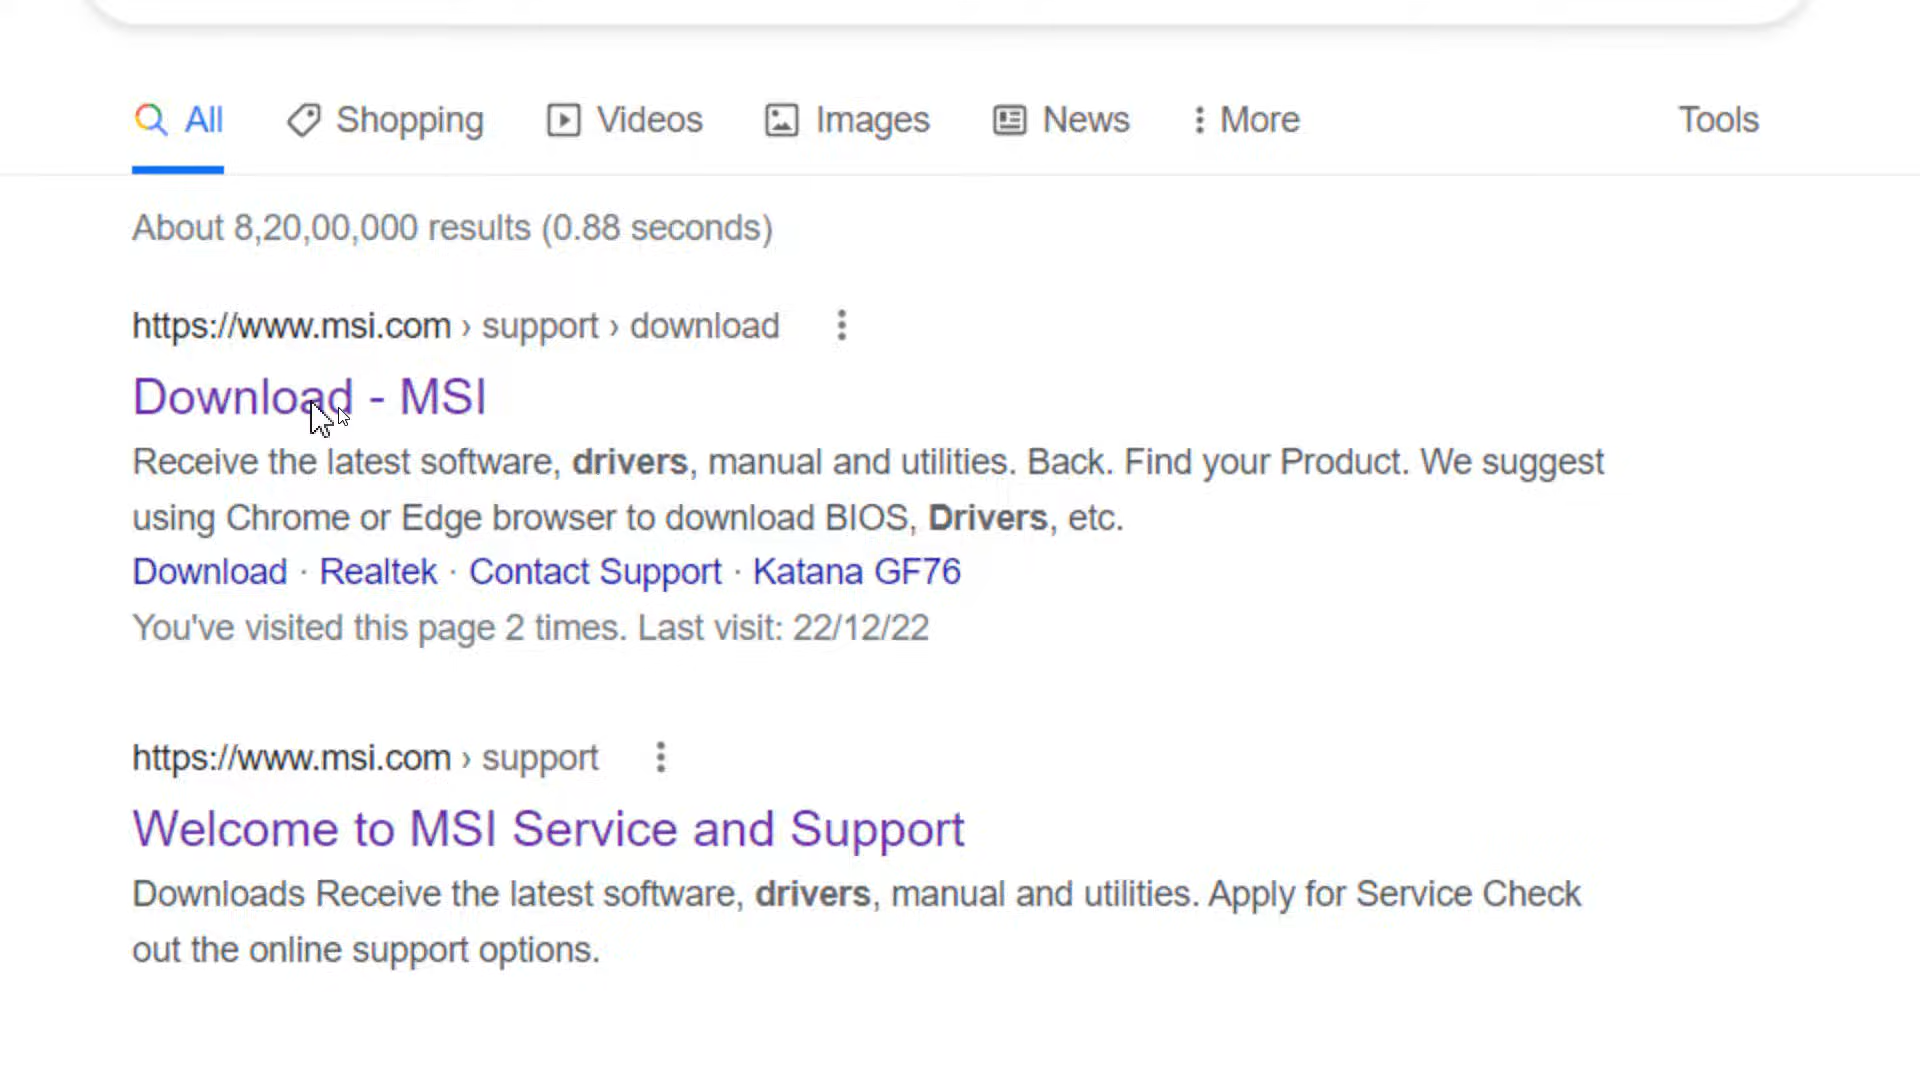 All Shopping Videos Images News More Tools
About 8,20,00,000 results (0.88 seconds)
https://www.msi.com › support › download
Download - MSI
Receive the latest software, drivers, manual and utilities. Back. Find your Product. We suggest
using Chrome or Edge browser to download BIOS, Drivers, etc.
Download · Realtek · Contact Support · Katana GF76
You've visited this page 2 times. Last visit: 22/12/22
https://www.msi.com › support
Welcome to MSI Service and Support
Downloads Receive the latest software, drivers, manual and utilities. Apply for Service Check
out the online support options.